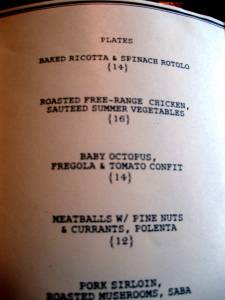 PLATES
BAKED RICOTTA & SPINACH ROTOLO
{14}
ROASTED FREE-RANGE CHICKEN,
SAUTEED SUMMER VEGETABLES
{16}
BABY OCTOPUS,
FREGOLA & TOMATO CONFIT
{14}
MEATBALLS W/ PINE NUTS
& CURRANTS, POLENTA
{12}
PORK SIRLOIN,
ROASTED MUSHROOMS, SABA